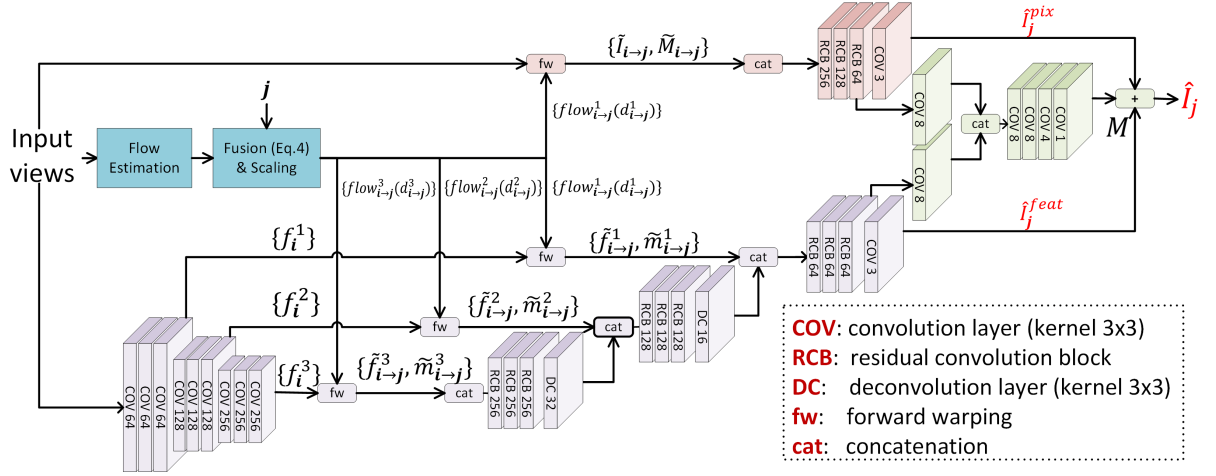 Input
views
Flow
Estimation
j
Fusion (Eq.4)
& Scaling
fw
{Ĩ_{i→j}, M̃_{i→j}}
cat
RCB 256
RCB 128
RCB 64
COV 3
Î_j^{pix}
{flow^1_{i→j}(d^1_{i→j})}
COV 8
COV 8
cat
COV 8
COV 8
COV 4
COV 1
+
M
Î_j
{flow^3_{i→j}(d^3_{i→j})}
{flow^2_{i→j}(d^2_{i→j})}
{flow^1_{i→j}(d^1_{i→j})}
Î_j^{feat}
{f_i^1}
fw
{f̃^1_{i→j}, m̃^1_{i→j}}
cat
RCB 64
RCB 64
RCB 64
COV 3
{f_i^2}
fw
{f̃^2_{i→j}, m̃^2_{i→j}}
cat
RCB 128
RCB 128
RCB 128
DC 16
{f_i^3}
fw
{f̃^3_{i→j}, m̃^3_{i→j}}
cat
RCB 256
RCB 256
RCB 256
DC 32
COV 64
COV 64
COV 64
COV 128
COV 128
COV 128
COV 256
COV 256
COV 256
COV: convolution layer (kernel 3x3)
RCB: residual convolution block
DC: deconvolution layer (kernel 3x3)
fw: forward warping
cat: concatenation